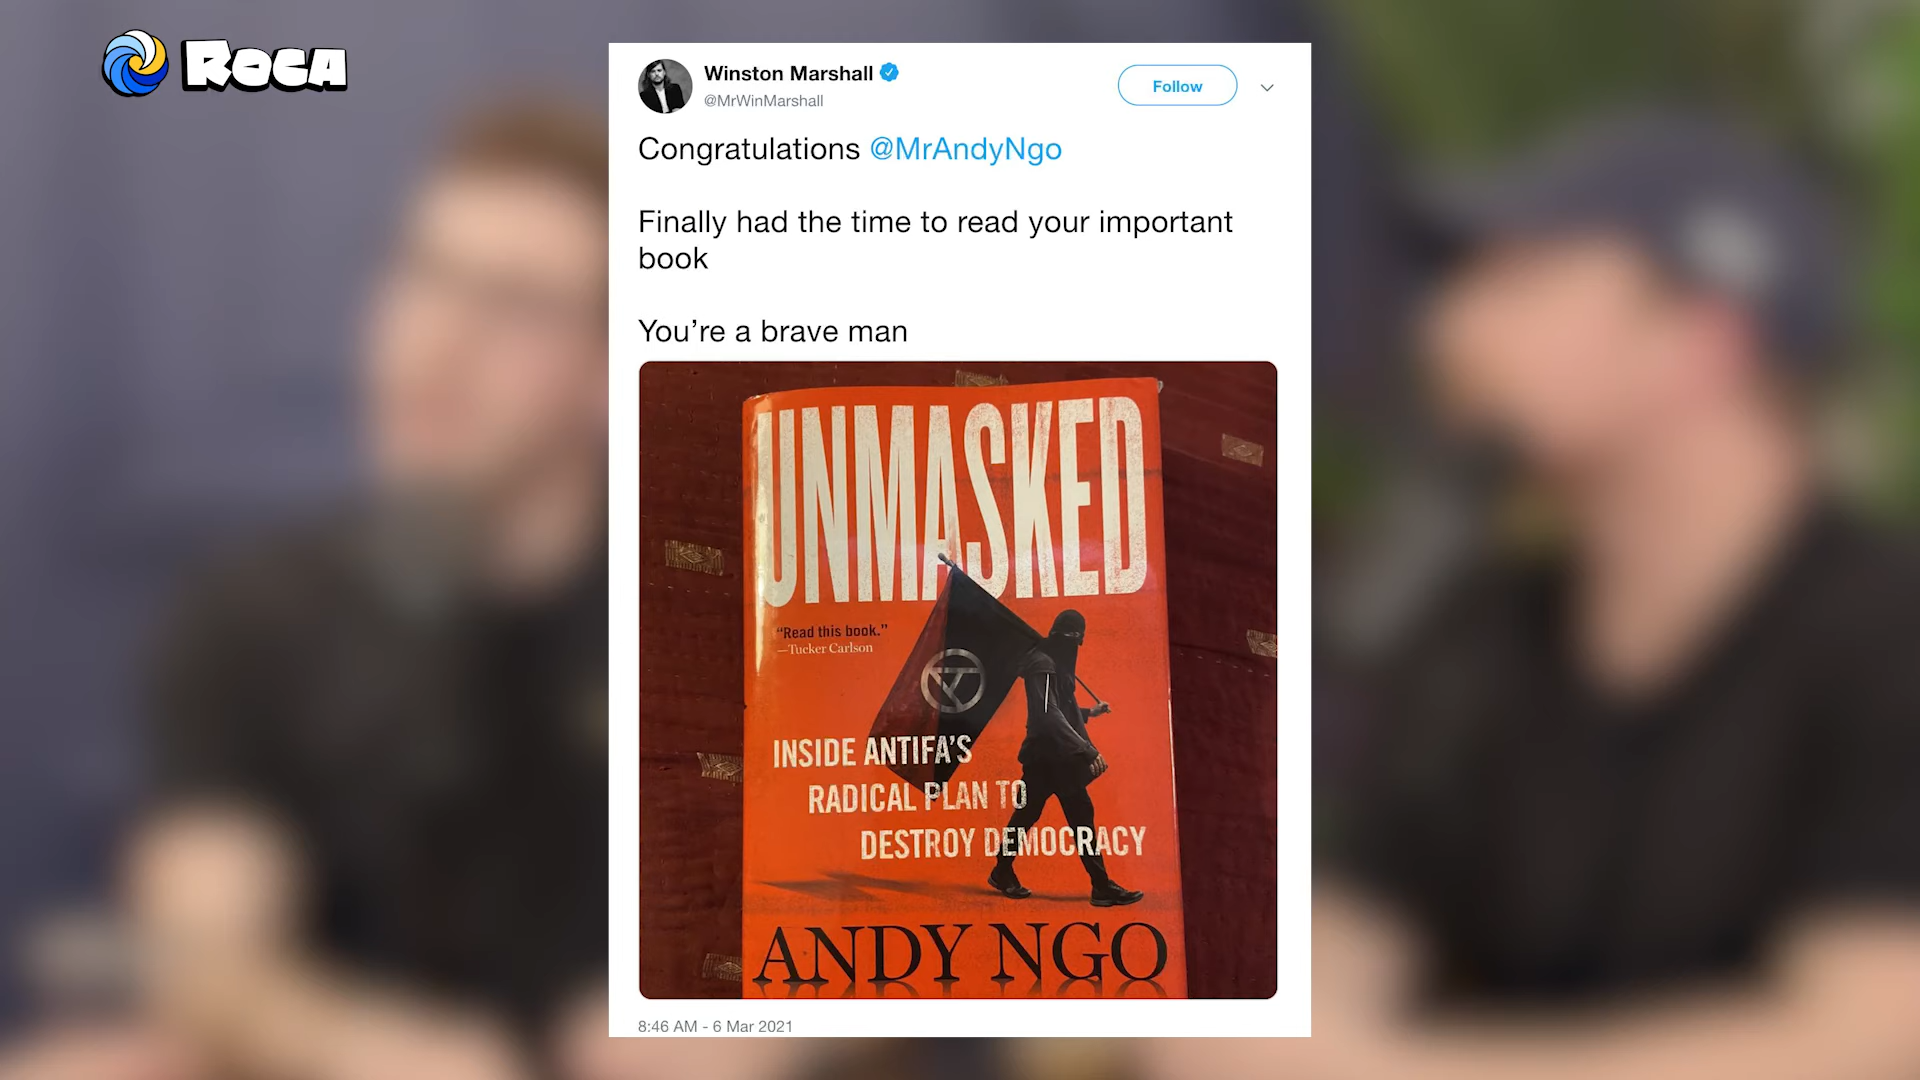 ROCA
Winston Marshall
@MrWinMarshall
Follow
Congratulations @MrAndyNgo
Finally had the time to read your important
book
You’re a brave man
UNMASKED
“Read this book.”
—Tucker Carlson
INSIDE ANTIFA’S
RADICAL PLAN TO
DESTROY DEMOCRACY
ANDY NGO
8:46 AM - 6 Mar 2021